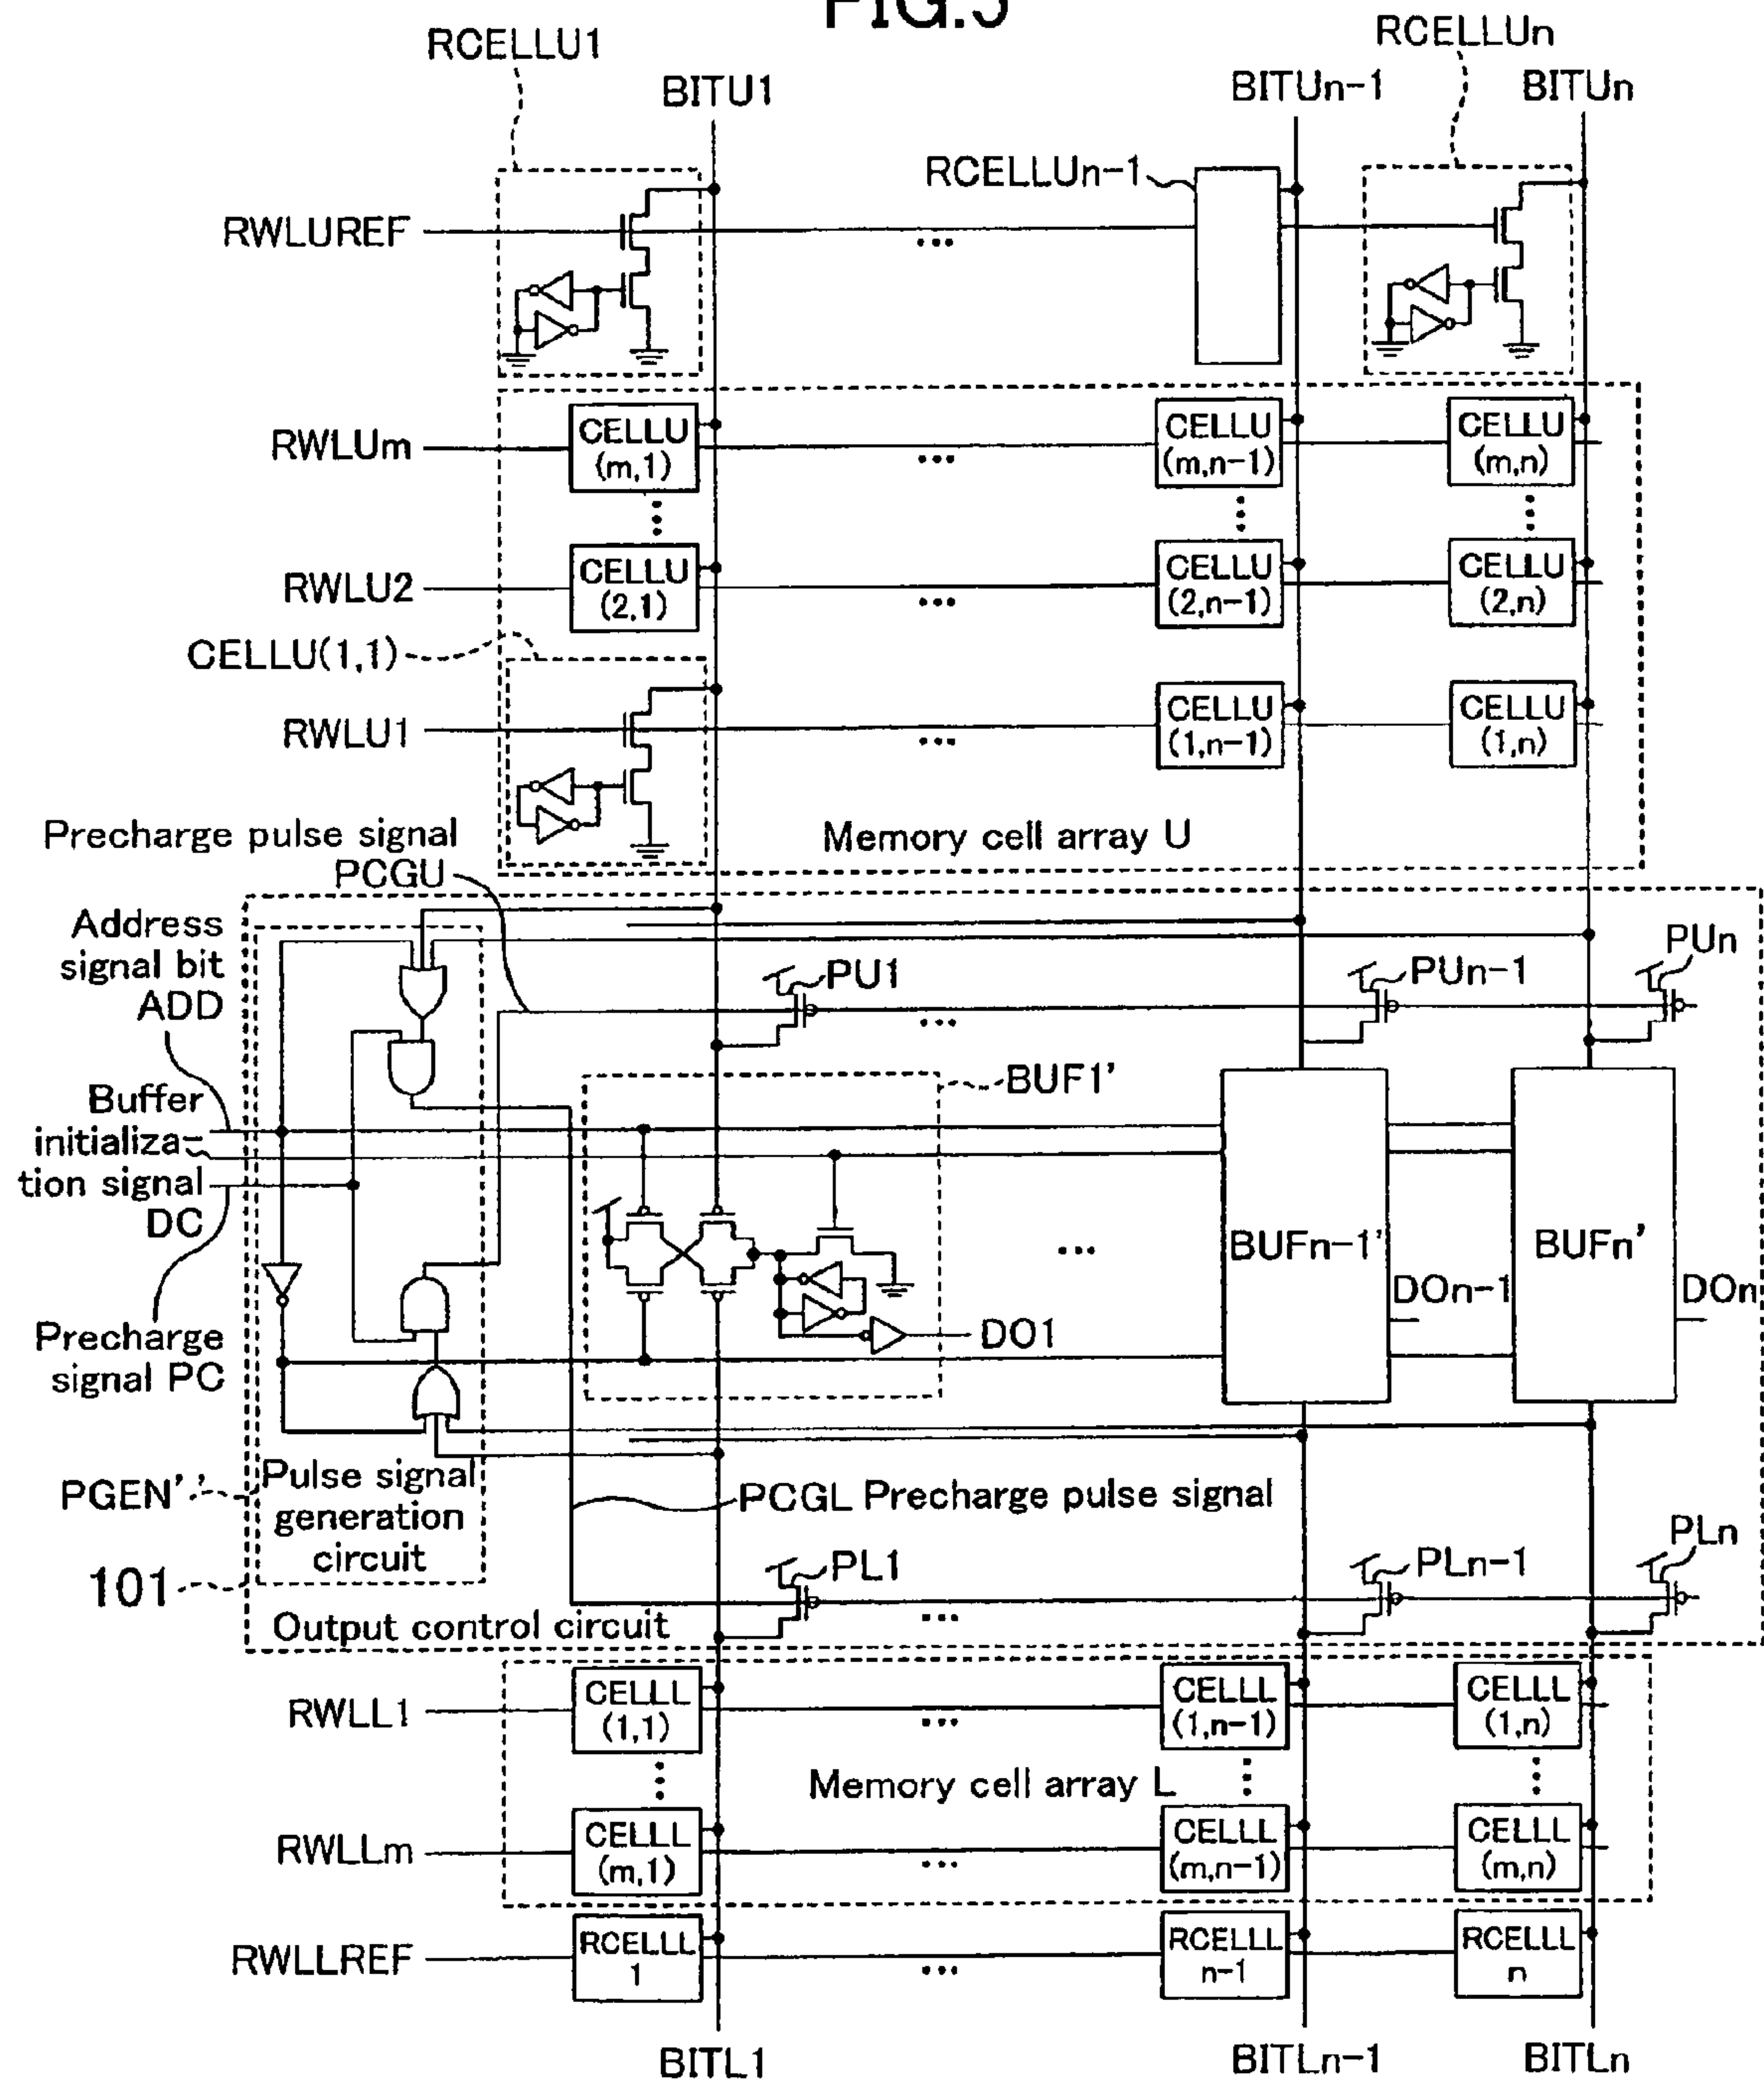 FIG.5
RCELLU1
RCELLUn
BITU1
BITUn-1
BITUn
RCELLUn-1
RWLUREF
...
RWLUm
CELLU
(m,1)
...
CELLU
(m,n-1)
CELLU
(m,n)
RWLU2
CELLU
(2,1)
...
CELLU
(2,n-1)
CELLU
(2,n)
CELLU(1,1)
RWLU1
...
CELLU
(1,n-1)
CELLU
(1,n)
Memory cell array U
Precharge pulse signal
PCGU
Address
signal bit
ADD
PU1
PUn-1
PUn
...
BUF1'
Buffer
initializa-
tion signal
DC
...
BUFn-1'
BUFn'
DO1
DOn-1
DOn
Precharge
signal PC
PGEN''
Pulse signal
generation
circuit
PCGL Precharge pulse signal
101
PL1
PLn-1
PLn
...
Output control circuit
RWLL1
CELLL
(1,1)
...
CELLL
(1,n-1)
CELLL
(1,n)
Memory cell array L
RWLLm
CELLL
(m,1)
...
CELLL
(m,n-1)
CELLL
(m,n)
RWLLREF
RCELLL
1
...
RCELLL
n-1
RCELLL
n
BITL1
BITLn-1
BITLn